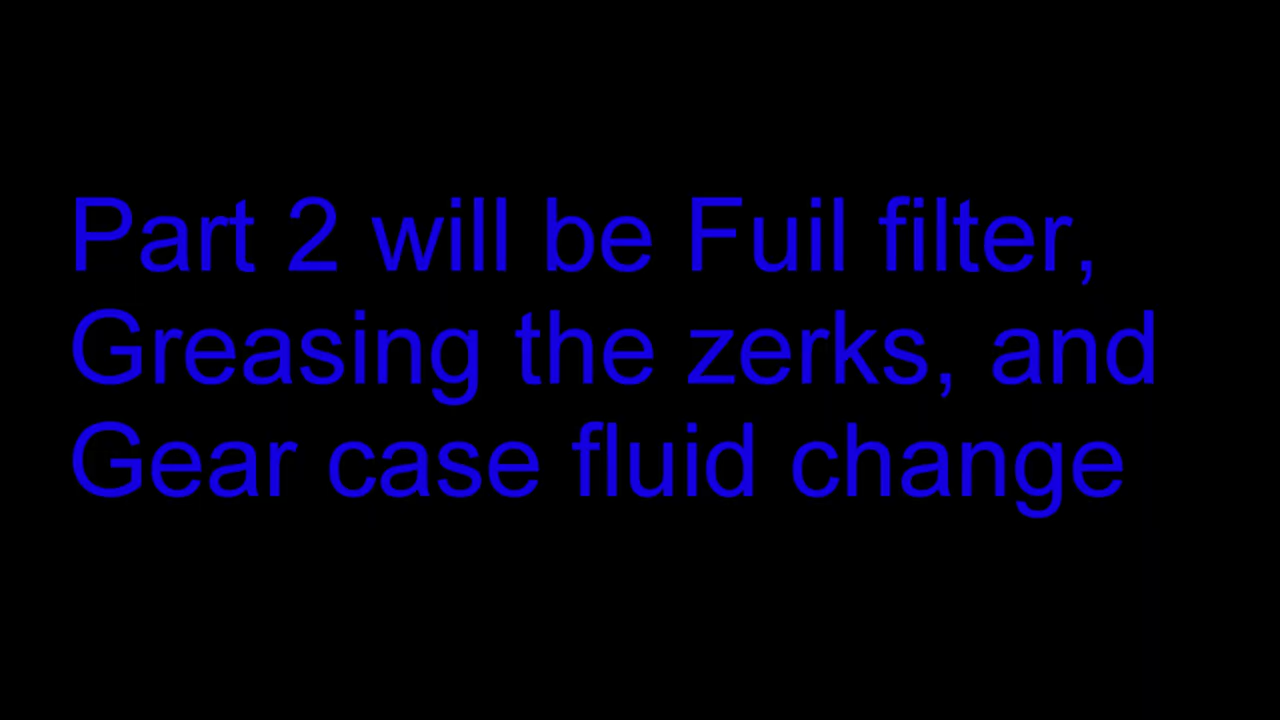 Part 2 will be Fuil filter,
Greasing the zerks, and
Gear case fluid change